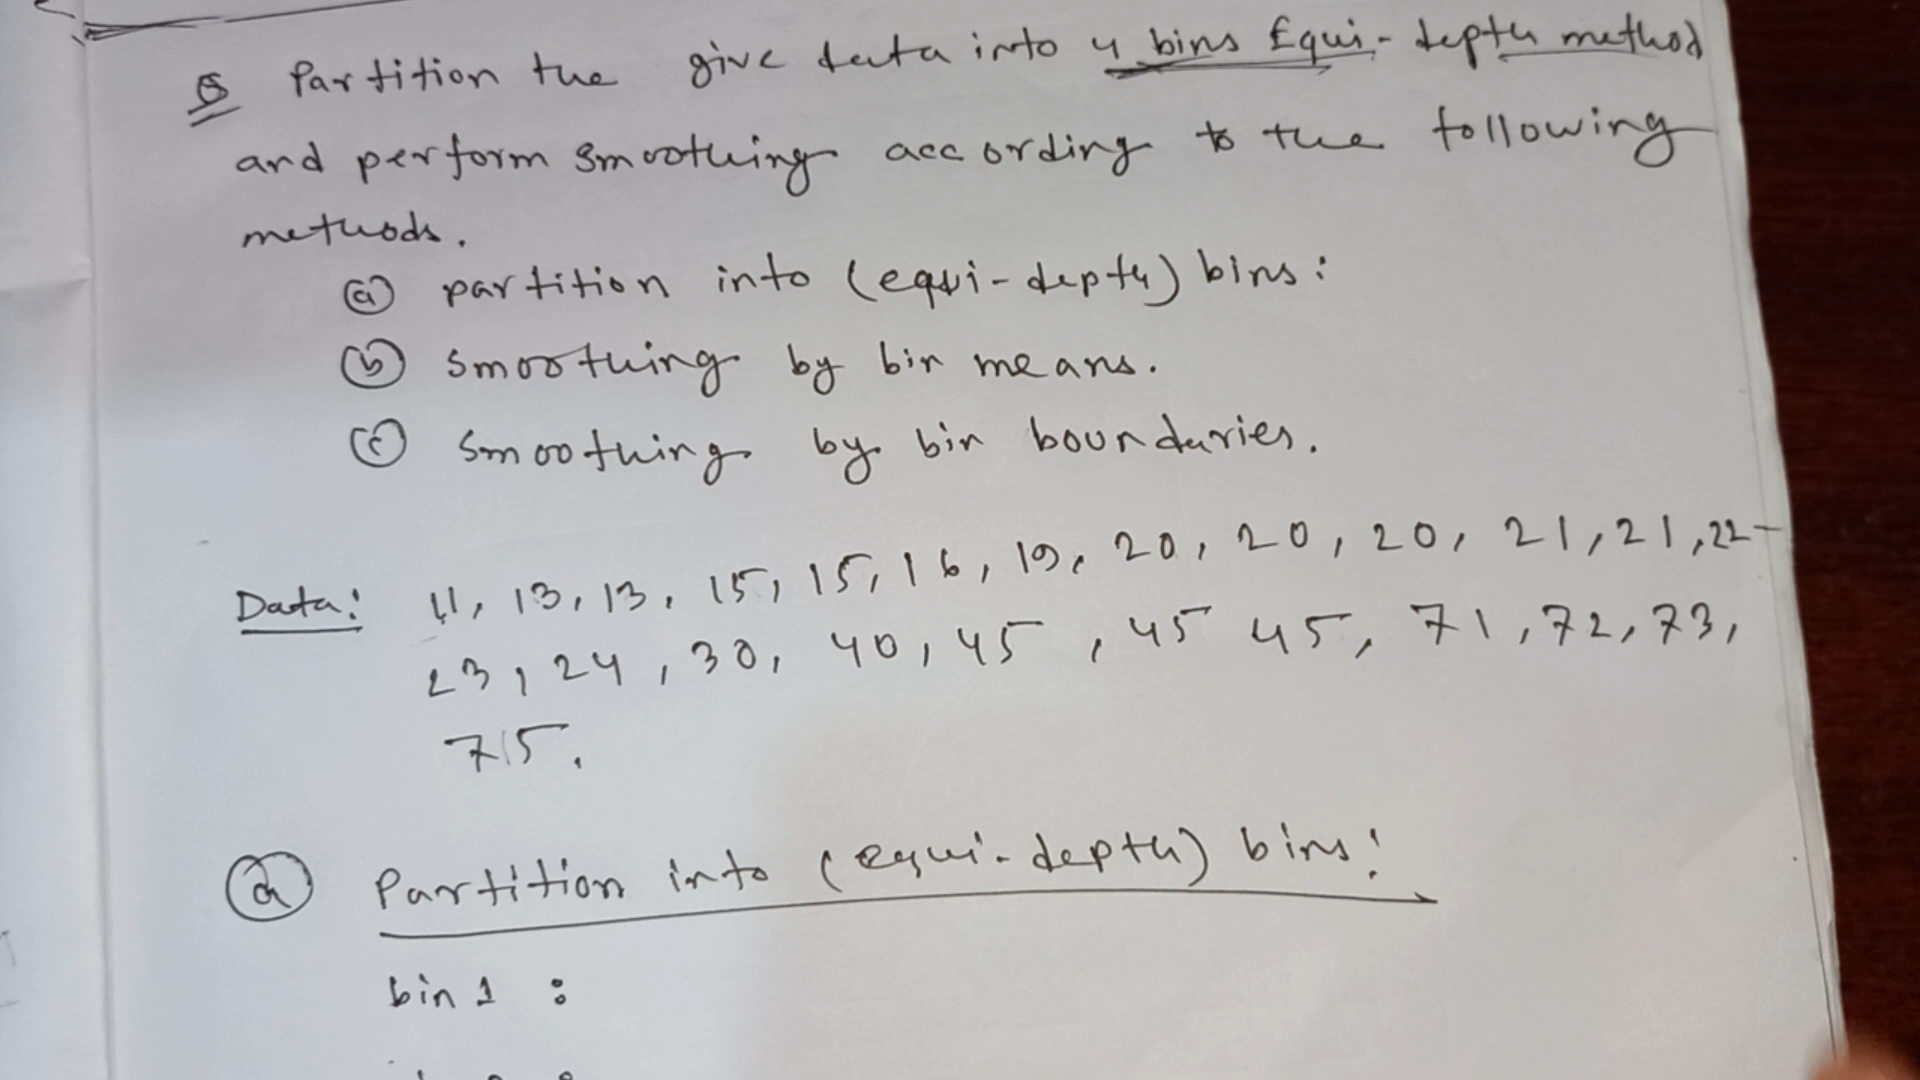 Q Partition the give data into 4 bins Equi-depth method
and perform smoothing according to the following
methods.
(a) partition into (equi-depth) bins:
(b) smoothing by bin means.
(c) smoothing by bin boundaries.
Data: 11, 13, 13, 15, 15, 16, 19, 20, 20, 20, 21, 21, 22
23, 24, 30, 40, 45, 45 45, 71, 72, 73,
75.
(a) Partition into (equi-depth) bins:
bin 1 :